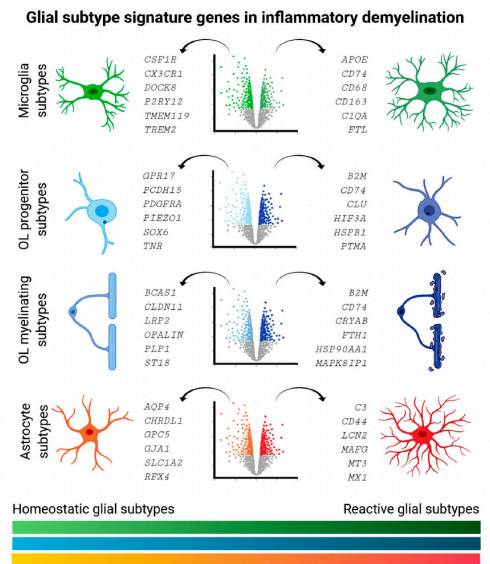 Glial subtype signature genes in inflammatory demyelination
Microglia
subtypes
CSF1R
CX3CR1
DOCK8
P2RY12
TMEM119
TREM2
APOE
CD74
CD68
CD163
C1QA
FTL
OL progenitor
subtypes
GPR17
PCDH15
PDGFRA
PIEZO1
SOX6
TNR
B2M
CD74
CLU
HIF3A
HSPB1
PTMA
OL myelinating
subtypes
BCAS1
CLDN11
LRP2
OPALIN
PLP1
ST18
B2M
CD74
CRYAB
FTH1
HSP90AA1
MAPK8IP1
Astrocyte
subtypes
AQP4
CHRDL1
GPC5
GJA1
SLC1A2
RFX4
C3
CD44
LCN2
MAFG
MT3
MX1
Homeostatic glial subtypes
Reactive glial subtypes